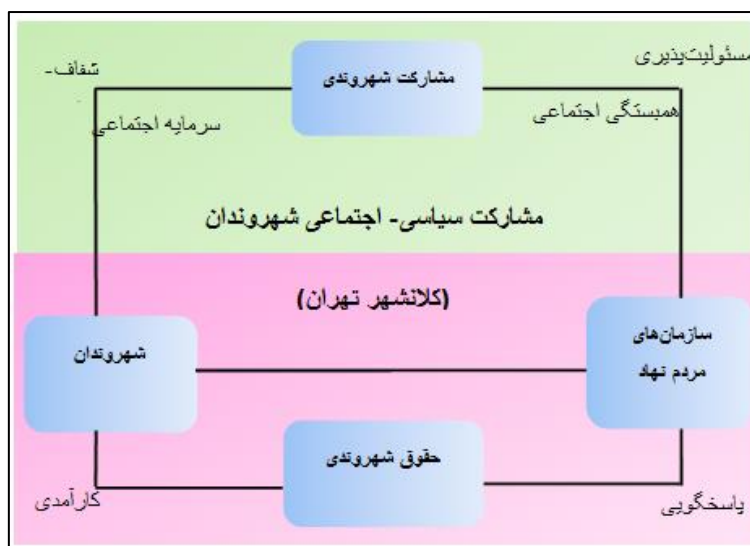 مسئولیت‌پذیری
مشارکت شهروندی
شفاف-
همبستگی اجتماعی
سرمایه اجتماعی
مشارکت سیاسی- اجتماعی شهروندان
(کلانشهر تهران)
سازمان‌های
مردم نهاد
شهروندان
حقوق شهروندی
پاسخگویی
کارآمدی